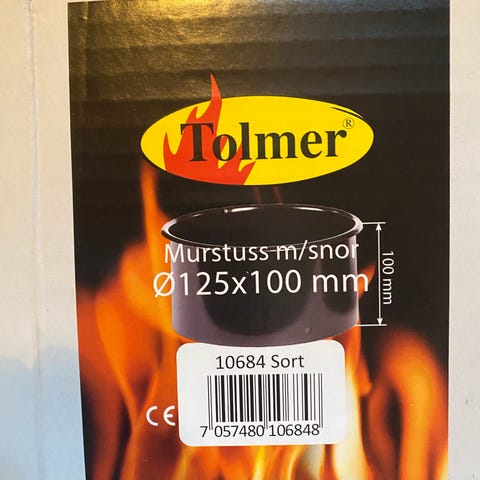 Tolmer®
Murstuss m/snor
Ø125x100 mm
100 mm
10684 Sort
CE
7 057480 106848